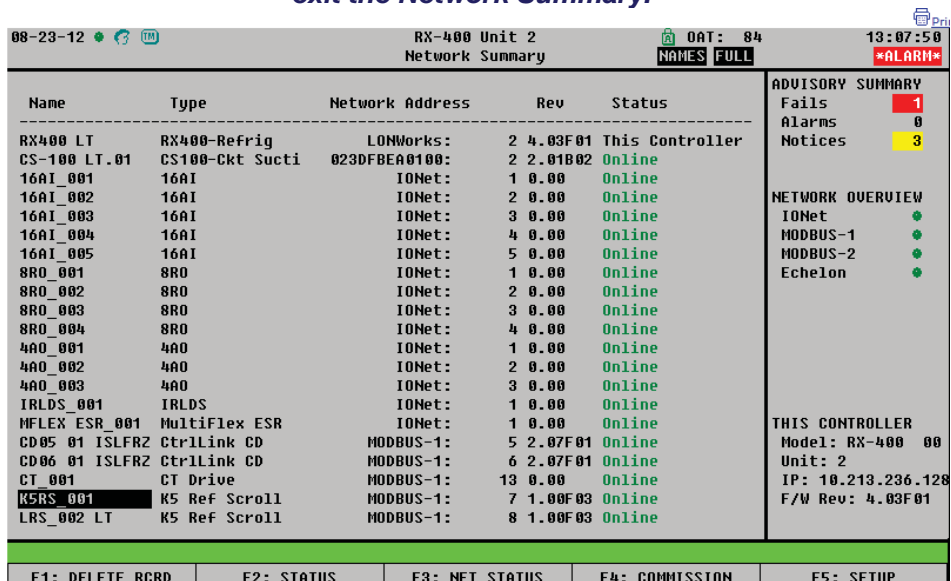 exit the Network Summary.
Pri
08-23-12 RX-400 Unit 2 OAT: 84 13:07:50
Network Summary NAMES FULL *ALARM*
Name Type Network Address Rev Status
RX400 LT RX400-Refrig LONWorks: 2 4.03F01 This Controller
CS-100 LT.01 CS100-Ckt Sucti 023DFBEA0100: 2 2.01B02 Online
16AI_001 16AI IONet: 1 0.00 Online
16AI_002 16AI IONet: 2 0.00 Online
16AI_003 16AI IONet: 3 0.00 Online
16AI_004 16AI IONet: 4 0.00 Online
16AI_005 16AI IONet: 5 0.00 Online
8RO_001 8RO IONet: 1 0.00 Online
8RO_002 8RO IONet: 2 0.00 Online
8RO_003 8RO IONet: 3 0.00 Online
8RO_004 8RO IONet: 4 0.00 Online
4AO_001 4AO IONet: 1 0.00 Online
4AO_002 4AO IONet: 2 0.00 Online
4AO_003 4AO IONet: 3 0.00 Online
IRLDS_001 IRLDS IONet: 1 0.00 Online
MFLEX ESR_001 MultiFlex ESR IONet: 1 0.00 Online
CD05 01 ISLFRZ CtrlLink CD MODBUS-1: 5 2.07F01 Online
CD06 01 ISLFRZ CtrlLink CD MODBUS-1: 6 2.07F01 Online
CT_001 CT Drive MODBUS-1: 13 0.00 Online
K5RS_001 K5 Ref Scroll MODBUS-1: 7 1.00F03 Online
LRS_002 LT K5 Ref Scroll MODBUS-1: 8 1.00F03 Online
ADVISORY SUMMARY
Fails 1
Alarms 0
Notices 3
NETWORK OVERVIEW
IONet
MODBUS-1
MODBUS-2
Echelon
THIS CONTROLLER
Model: RX-400 00
Unit: 2
IP: 10.213.236.128
F/W Rev: 4.03F01
F1: DELETE RCRD F2: STATUS F3: NET STATUS F4: COMMISSION F5: SETUP